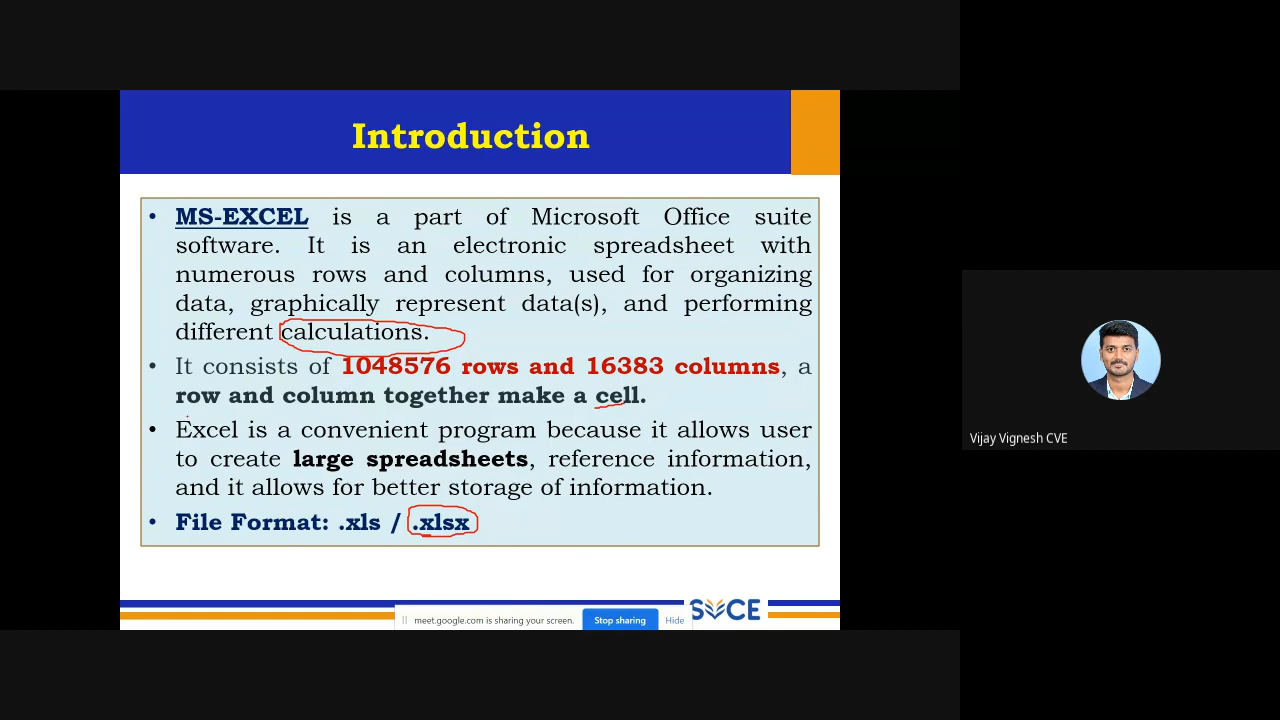 Introduction
• MS-EXCEL is a part of Microsoft Office suite
software. It is an electronic spreadsheet with
numerous rows and columns, used for organizing
data, graphically represent data(s), and performing
different calculations.
• It consists of 1048576 rows and 16383 columns, a
row and column together make a cell.
• Excel is a convenient program because it allows user
to create large spreadsheets, reference information,
and it allows for better storage of information.
• File Format: .xls / .xlsx
SVCE
meet.google.com is sharing your screen. Stop sharing Hide
Vijay Vignesh CVE